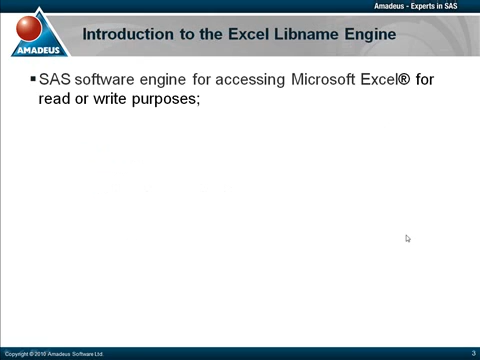 Amadeus - Experts in SAS
AMADEUS
Introduction to the Excel Libname Engine
▪ SAS software engine for accessing Microsoft Excel® for
read or write purposes;
Copyright © 2010 Amadeus Software Ltd.
3